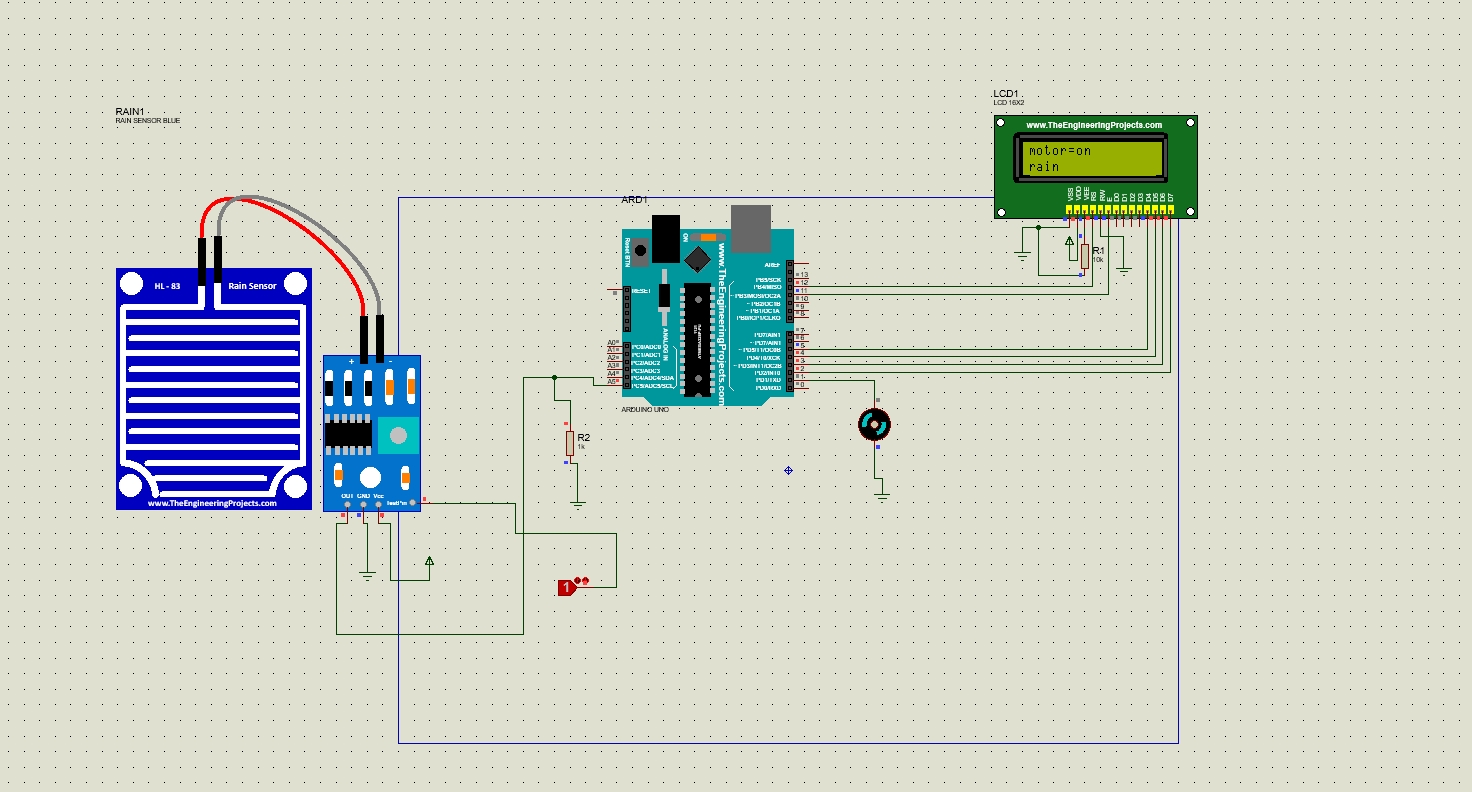 RAIN1
RAIN SENSOR BLUE
HL - 83
Rain Sensor
www.TheEngineeringProjects.com
+
-
OUT
GND
Vcc
TestPin
R2
1k
1
ARD1
Reset BTN
ON
www.TheEngineeringProjects.com
RESET
ANALOG IN
A0
A1
A2
A3
A4
A5
PC0/ADC0
PC1/ADC1
PC2/ADC2
PC3/ADC3
PC4/ADC4/SDA
PC5/ADC5/SCL
AREF
PB5/SCK
PB4/MISO
~ PB3/MOSI/OC2A
~ PB2/OC1B
~ PB1/OC1A
PB0/ICP1/CLKO
13
12
11
10
9
8
PD7/AIN1
~ PD5/T1/OC0B
PD4/T0/XCK
~ PD3/INT1/OC2B
PD2/INT0
PD1/TXD
PD0/RXD
7
6
5
4
3
2
1
0
ARDUINO UNO
LCD1
LCD 16X2
www.TheEngineeringProjects.com
motor=on
rain
VSS
VDD
VEE
RS
RW
E
D0
D1
D2
D3
D4
D5
D6
D7
R1
10k